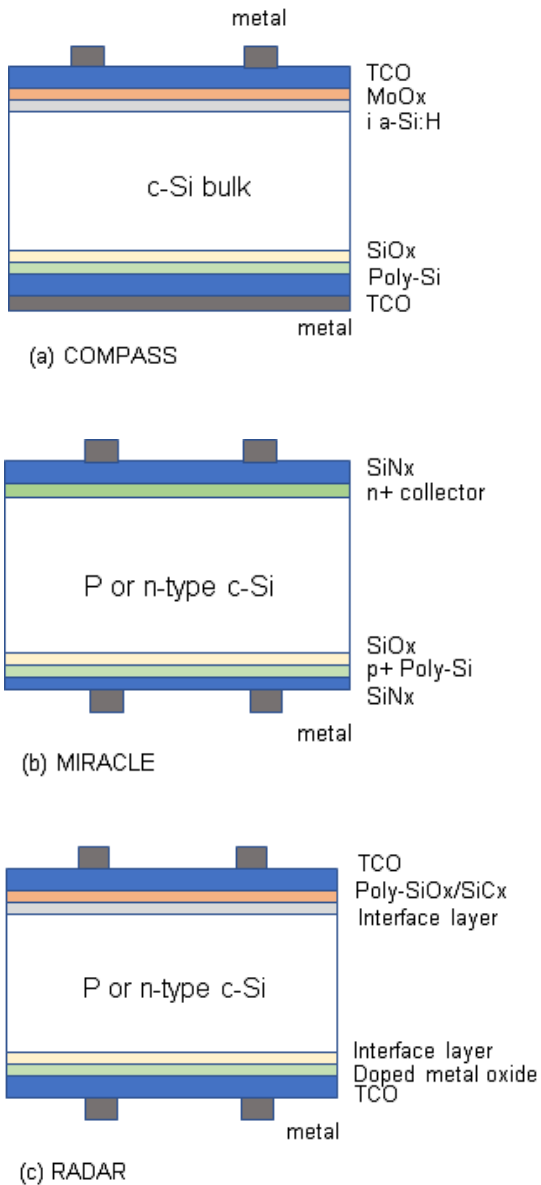 metal
TCO
MoOx
i a-Si:H
c-Si bulk
SiOx
Poly-Si
TCO
metal
(a) COMPASS
SiNx
n+ collector
P or n-type c-Si
SiOx
p+ Poly-Si
SiNx
metal
(b) MIRACLE
TCO
Poly-SiOx/SiCx
Interface layer
P or n-type c-Si
Interface layer
Doped metal oxide
TCO
metal
(c) RADAR